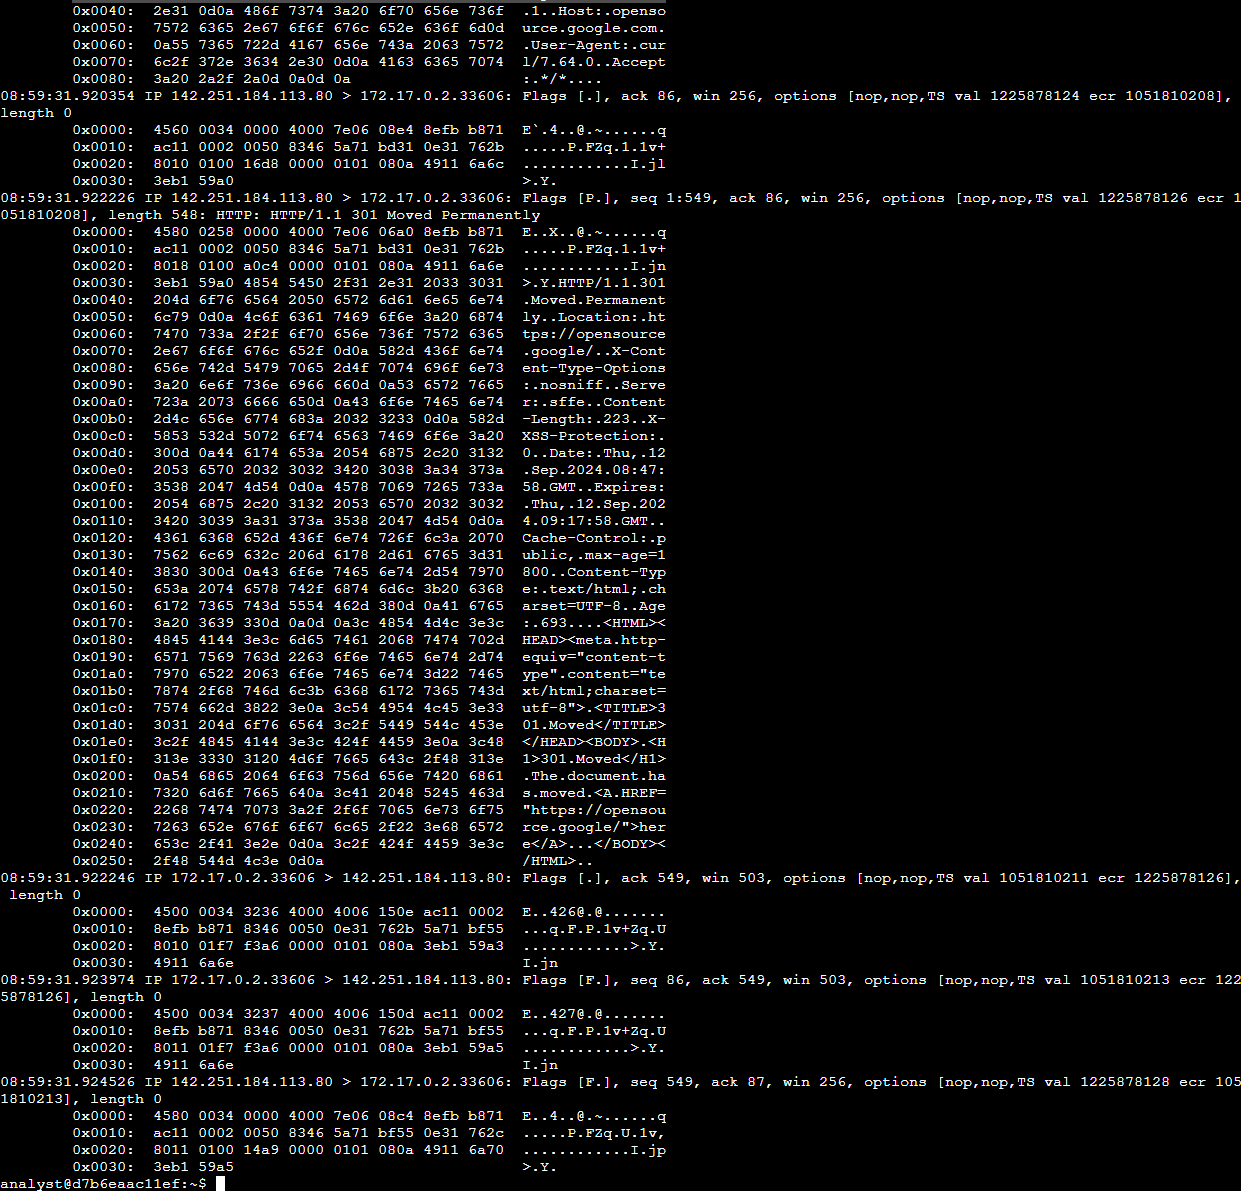 0x0040:  2e31 0d0a 486f 7374 3a20 6f70 656e 736f  .1..Host:.openso
0x0050:  7572 6365 2e67 6f6f 676c 652e 636f 6d0d  urce.google.com.
0x0060:  0a55 7365 722d 4167 656e 743a 2063 7572  .User-Agent:.cur
0x0070:  6c2f 372e 3634 2e30 0d0a 4163 6365 7074  l/7.64.0..Accept
0x0080:  3a20 2a2f 2a0d 0a0d 0a  :.*/*....
08:59:31.920354 IP 142.251.184.113.80 > 172.17.0.2.33606: Flags [.], ack 86, win 256, options [nop,nop,TS val 1225878124 ecr 1051810208],
length 0
0x0000:  4560 0034 0000 4000 7e06 08e4 8efb b871  E`.4..@.~......q
0x0010:  ac11 0002 0050 8346 5a71 bd31 0e31 762b  .....P.FZq.1.1v+
0x0020:  8010 0100 16d8 0000 0101 080a 4911 6a6c  ............I.jl
0x0030:  3eb1 59a0  >.Y.
08:59:31.922226 IP 142.251.184.113.80 > 172.17.0.2.33606: Flags [P.], seq 1:549, ack 86, win 256, options [nop,nop,TS val 1225878126 ecr 1
051810208], length 548: HTTP: HTTP/1.1 301 Moved Permanently
0x0000:  4580 0258 0000 4000 7e06 06a0 8efb b871  E..X..@.~......q
0x0010:  ac11 0002 0050 8346 5a71 bd31 0e31 762b  .....P.FZq.1.1v+
0x0020:  8018 0100 a0c4 0000 0101 080a 4911 6a6e  ............I.jn
0x0030:  3eb1 59a0 4854 5450 2f31 2e31 2033 3031  >.Y.HTTP/1.1.301
0x0040:  204d 6f76 6564 2050 6572 6d61 6e65 6e74  .Moved.Permanent
0x0050:  6c79 0d0a 4c6f 6361 7469 6f6e 3a20 6874  ly..Location:.ht
0x0060:  7470 733a 2f2f 6f70 656e 736f 7572 6365  tps://opensource
0x0070:  2e67 6f6f 676c 652f 0d0a 582d 436f 6e74  .google/..X-Cont
0x0080:  656e 742d 5479 7065 2d4f 7074 696f 6e73  ent-Type-Options
0x0090:  3a20 6e6f 736e 6966 660d 0a53 6572 7665  :.nosniff..Serve
0x00a0:  723a 2073 6666 650d 0a43 6f6e 7465 6e74  r:.sffe..Content
0x00b0:  2d4c 656e 6774 683a 2032 3233 0d0a 582d  -Length:.223..X-
0x00c0:  5853 532d 5072 6f74 6563 7469 6f6e 3a20  XSS-Protection:.
0x00d0:  300d 0a44 6174 653a 2054 6875 2c20 3132  0..Date:.Thu,.12
0x00e0:  2053 6570 2032 3032 3420 3038 3a34 373a  .Sep.2024.08:47:
0x00f0:  3538 2047 4d54 0d0a 4578 7069 7265 733a  58.GMT..Expires:
0x0100:  2054 6875 2c20 3132 2053 6570 2032 3032  .Thu,.12.Sep.202
0x0110:  3420 3039 3a31 373a 3538 2047 4d54 0d0a  4.09:17:58.GMT..
0x0120:  4361 6368 652d 436f 6e74 726f 6c3a 2070  Cache-Control:.p
0x0130:  7562 6c69 632c 206d 6178 2d61 6765 3d31  ublic,.max-age=1
0x0140:  3830 300d 0a43 6f6e 7465 6e74 2d54 7970  800..Content-Typ
0x0150:  653a 2074 6578 742f 6874 6d6c 3b20 6368  e:.text/html;.ch
0x0160:  6172 7365 743d 5554 462d 380d 0a41 6765  arset=UTF-8..Age
0x0170:  3a20 3639 330d 0a0d 0a3c 4854 4d4c 3e3c  :.693....<HTML><
0x0180:  4845 4144 3e3c 6d65 7461 2068 7474 702d  HEAD><meta.http-
0x0190:  6571 7569 763d 2263 6f6e 7465 6e74 2d74  equiv="content-t
0x01a0:  7970 6522 2063 6f6e 7465 6e74 3d22 7465  ype".content="te
0x01b0:  7874 2f68 746d 6c3b 6368 6172 7365 743d  xt/html;charset=
0x01c0:  7574 662d 3822 3e0a 3c54 4954 4c45 3e33  utf-8">.<TITLE>3
0x01d0:  3031 204d 6f76 6564 3c2f 5449 544c 453e  01.Moved</TITLE>
0x01e0:  3c2f 4845 4144 3e3c 424f 4459 3e0a 3c48  </HEAD><BODY>.<H
0x01f0:  313e 3330 3120 4d6f 7665 643c 2f48 313e  1>301.Moved</H1>
0x0200:  0a54 6865 2064 6f63 756d 656e 7420 6861  .The.document.ha
0x0210:  7320 6d6f 7665 640a 3c41 2048 5245 463d  s.moved.<A.HREF=
0x0220:  2268 7474 7073 3a2f 2f6f 7065 6e73 6f75  "https://opensou
0x0230:  7263 652e 676f 6f67 6c65 2f22 3e68 6572  rce.google/">her
0x0240:  653c 2f41 3e2e 0d0a 3c2f 424f 4459 3e3c  e</A>...</BODY><
0x0250:  2f48 544d 4c3e 0d0a  /HTML>..
08:59:31.922246 IP 172.17.0.2.33606 > 142.251.184.113.80: Flags [.], ack 549, win 503, options [nop,nop,TS val 1051810211 ecr 1225878126],
length 0
0x0000:  4500 0034 3236 4000 4006 150e ac11 0002  E..426@.@.......
0x0010:  8efb b871 8346 0050 0e31 762b 5a71 bf55  ...q.F.P.1v+Zq.U
0x0020:  8010 01f7 f3a6 0000 0101 080a 3eb1 59a3  ............>.Y.
0x0030:  4911 6a6e  I.jn
08:59:31.923974 IP 172.17.0.2.33606 > 142.251.184.113.80: Flags [F.], seq 86, ack 549, win 503, options [nop,nop,TS val 1051810213 ecr 122
5878126], length 0
0x0000:  4500 0034 3237 4000 4006 150d ac11 0002  E..427@.@.......
0x0010:  8efb b871 8346 0050 0e31 762b 5a71 bf55  ...q.F.P.1v+Zq.U
0x0020:  8011 01f7 f3a6 0000 0101 080a 3eb1 59a5  ............>.Y.
0x0030:  4911 6a6e  I.jn
08:59:31.924526 IP 142.251.184.113.80 > 172.17.0.2.33606: Flags [F.], seq 549, ack 87, win 256, options [nop,nop,TS val 1225878128 ecr 105
1810213], length 0
0x0000:  4580 0034 0000 4000 7e06 08c4 8efb b871  E..4..@.~......q
0x0010:  ac11 0002 0050 8346 5a71 bf55 0e31 762c  .....P.FZq.U.1v,
0x0020:  8011 0100 14a9 0000 0101 080a 4911 6a70  ............I.jp
0x0030:  3eb1 59a5  >.Y.
analyst@d7b6eaac11ef:~$